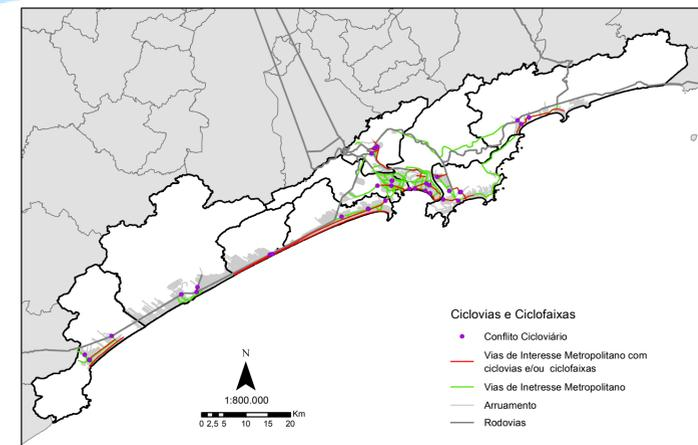 Ciclovias e Ciclofaixas
Conflito Cicloviário
Vias de Interesse Metropolitano com
ciclovias e/ou ciclofaixas
Vias de Inetresse Metropolitano
Arruamento
Rodovias
N
1:800.000
0 2,5 5 10 15 20 Km